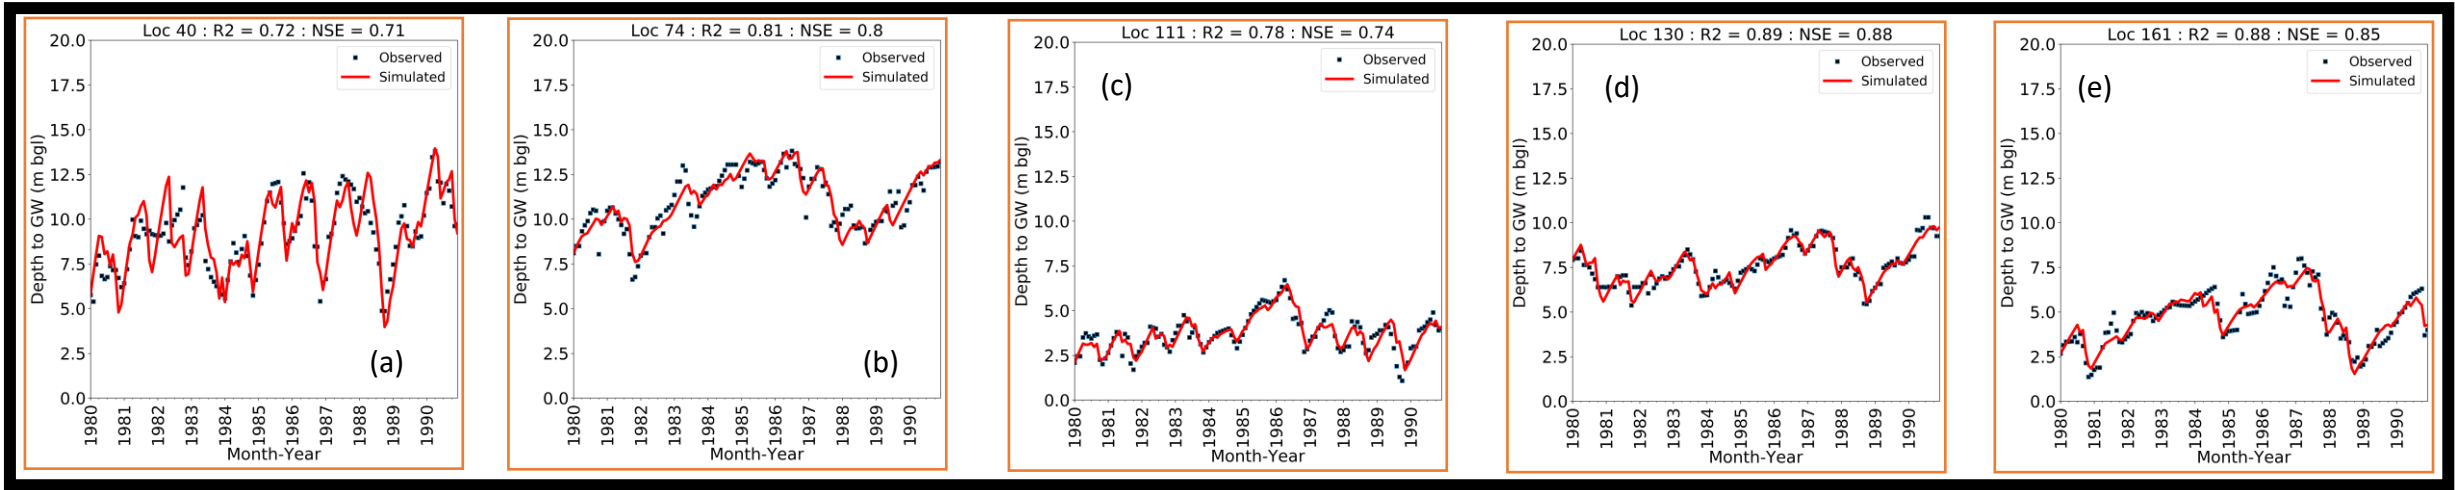 Loc 40 : R2 = 0.72 : NSE = 0.71
20.0
17.5
15.0
12.5
10.0
7.5
5.0
2.5
0.0
Depth to GW (m bgl)
Observed
Simulated
(a)
1980 1981 1982 1983 1984 1985 1986 1987 1988 1989 1990
Month-Year
Loc 74 : R2 = 0.81 : NSE = 0.8
20.0
17.5
15.0
12.5
10.0
7.5
5.0
2.5
0.0
Depth to GW (m bgl)
Observed
Simulated
(b)
1980 1981 1982 1983 1984 1985 1986 1987 1988 1989 1990
Month-Year
Loc 111 : R2 = 0.78 : NSE = 0.74
20.0
17.5
15.0
12.5
10.0
7.5
5.0
2.5
0.0
Depth to GW (m bgl)
Observed
Simulated
(c)
1980 1981 1982 1983 1984 1985 1986 1987 1988 1989 1990
Month-Year
Loc 130 : R2 = 0.89 : NSE = 0.88
20.0
17.5
15.0
12.5
10.0
7.5
5.0
2.5
0.0
Depth to GW (m bgl)
Observed
Simulated
(d)
1980 1981 1982 1983 1984 1985 1986 1987 1988 1989 1990
Month-Year
Loc 161 : R2 = 0.88 : NSE = 0.85
20.0
17.5
15.0
12.5
10.0
7.5
5.0
2.5
0.0
Depth to GW (m bgl)
Observed
Simulated
(e)
1980 1981 1982 1983 1984 1985 1986 1987 1988 1989 1990
Month-Year